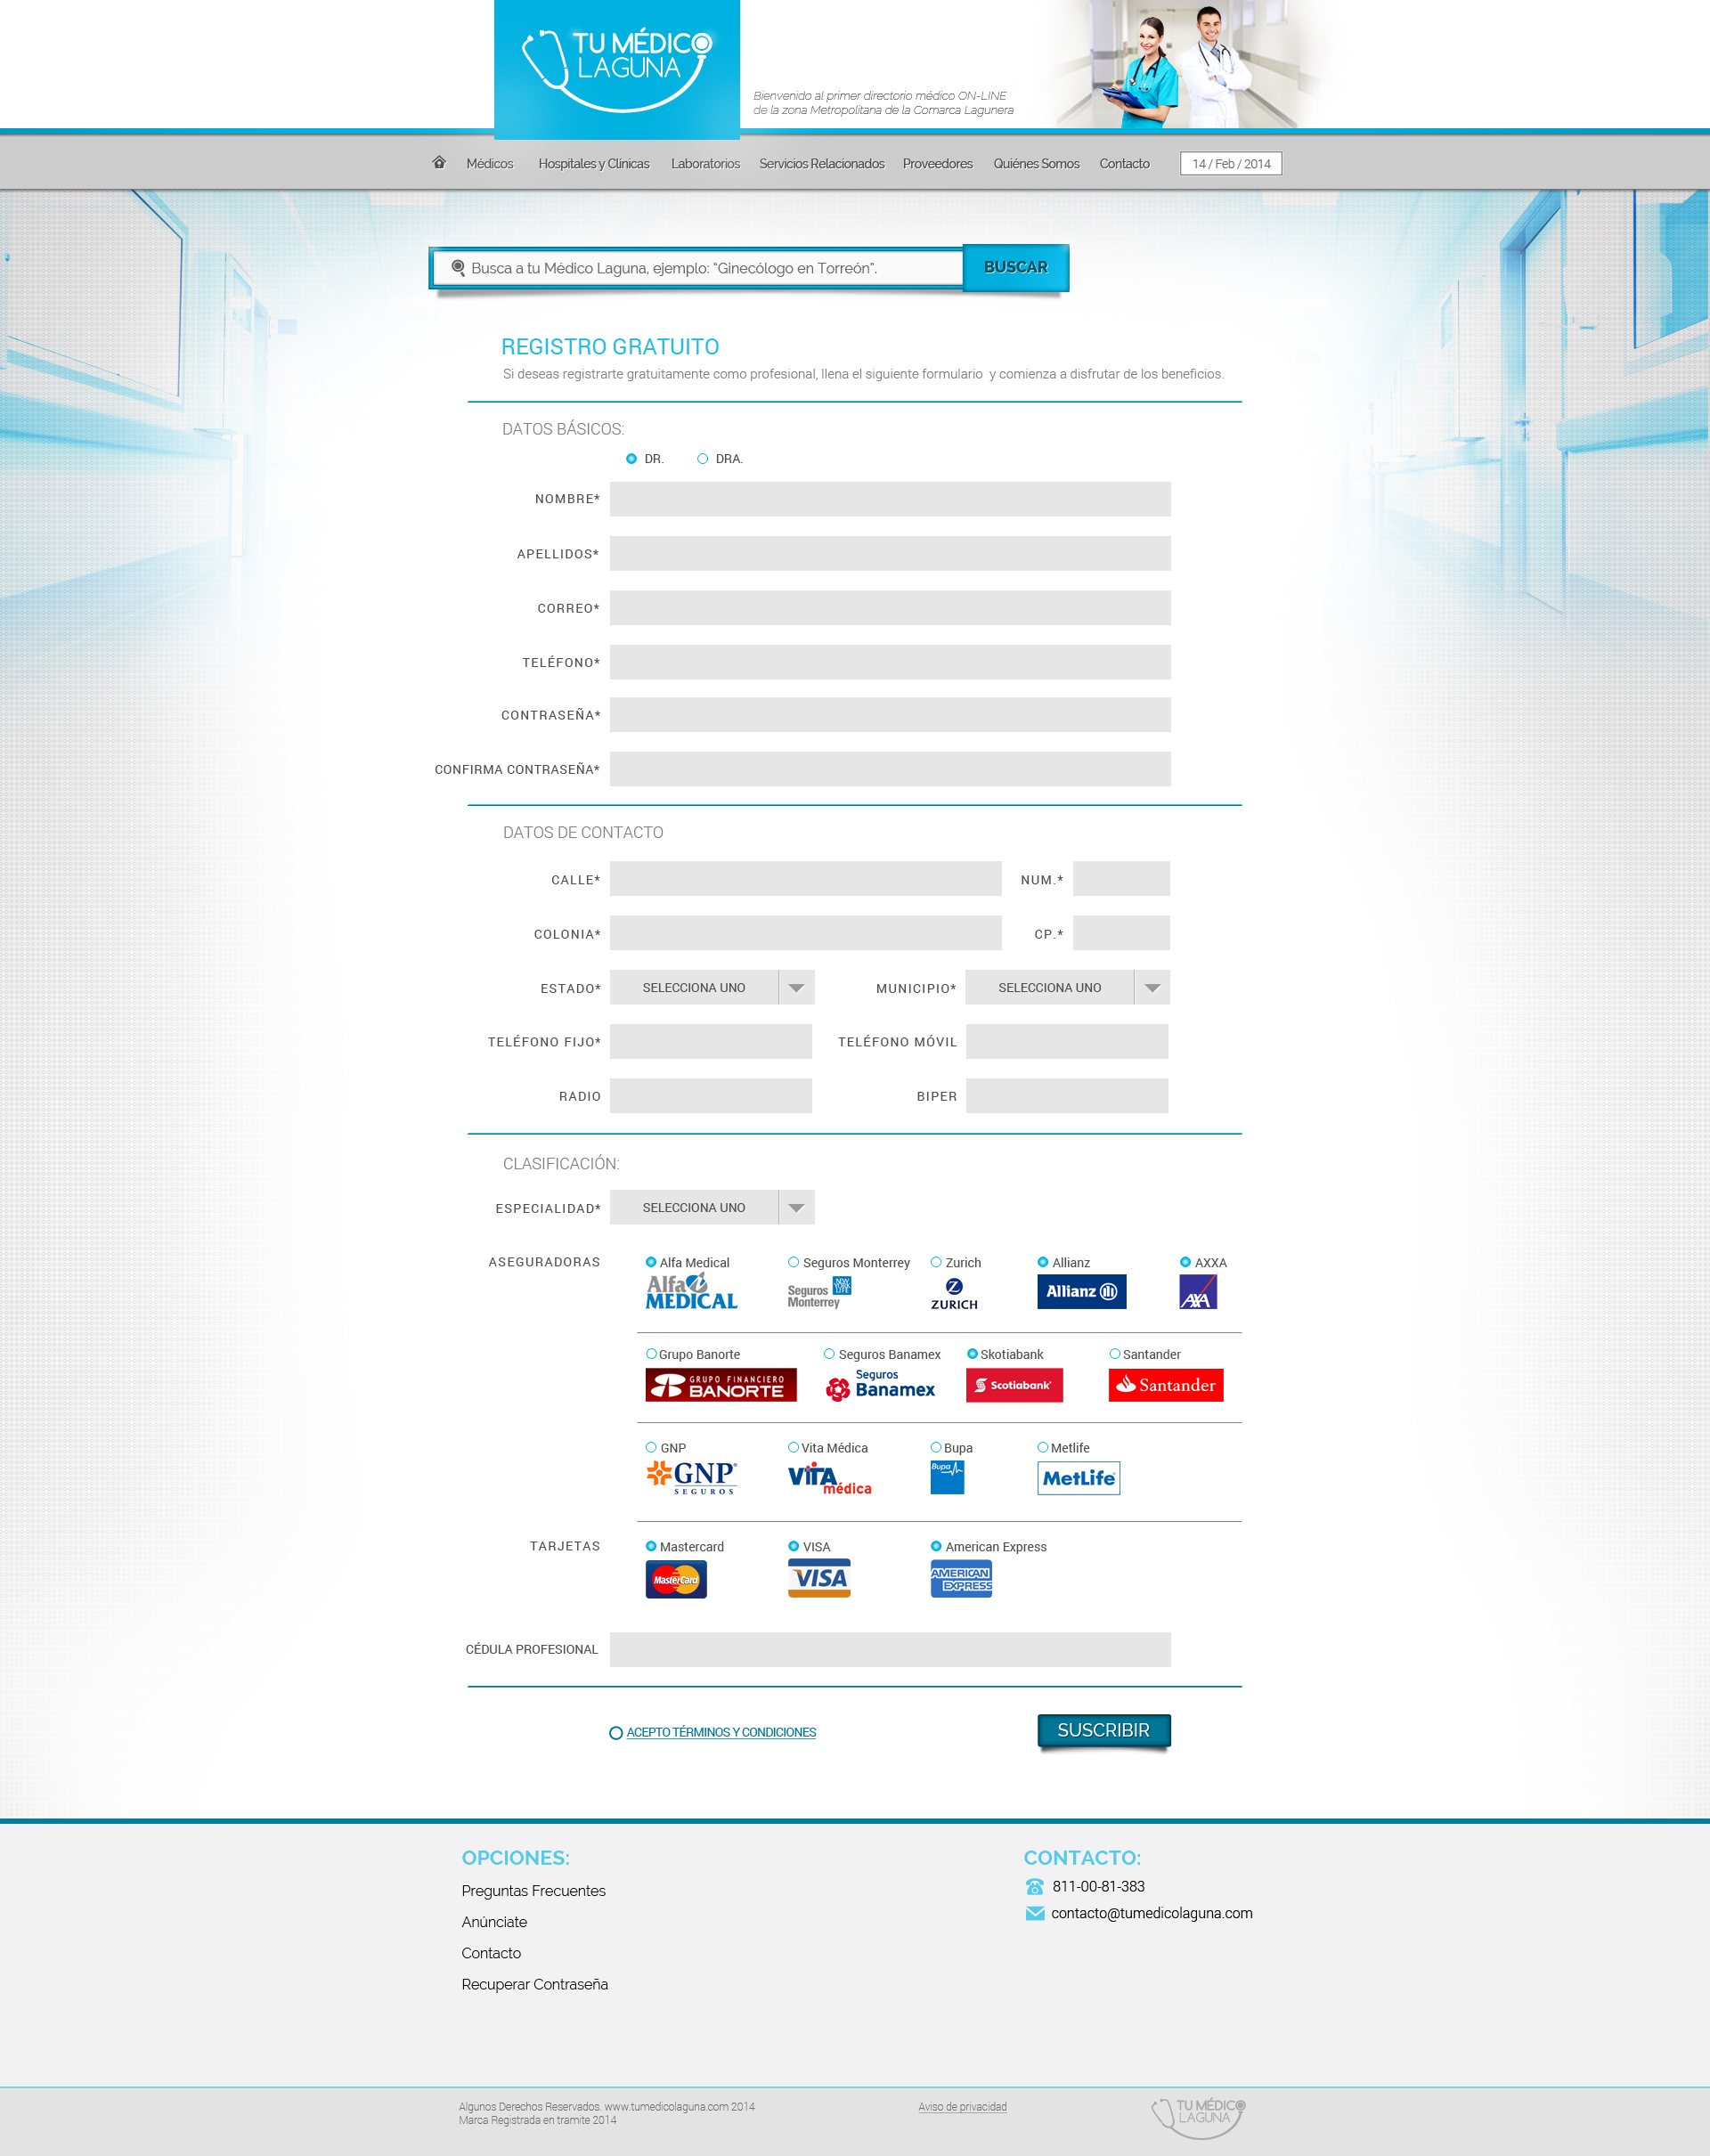 TU MÉDICO
LAGUNA
Bienvenido al primer directorio médico ON-LINE
de la zona Metropolitana de la Comarca Lagunera
Médicos Hospitales y Clínicas Laboratorios Servicios Relacionados Proveedores Quiénes Somos Contacto 14 / Feb / 2014
Busca a tu Médico Laguna, ejemplo: "Ginecólogo en Torreón". BUSCAR
REGISTRO GRATUITO
Si deseas registrarte gratuitamente como profesional, llena el siguiente formulario y comienza a disfrutar de los beneficios.
DATOS BÁSICOS:
DR. DRA.
NOMBRE*
APELLIDOS*
CORREO*
TELÉFONO*
CONTRASEÑA*
CONFIRMA CONTRASEÑA*
DATOS DE CONTACTO
CALLE* NUM.*
COLONIA* CP.*
ESTADO* SELECCIONA UNO MUNICIPIO* SELECCIONA UNO
TELÉFONO FIJO* TELÉFONO MÓVIL
RADIO BIPER
CLASIFICACIÓN:
ESPECIALIDAD* SELECCIONA UNO
ASEGURADORAS Alfa Medical Seguros Monterrey Zurich Allianz AXXA
Alfa MEDICAL Seguros Monterrey NEW YORK LIFE Z ZURICH Allianz AXA
Grupo Banorte Seguros Banamex Skotiabank Santander
GRUPO FINANCIERO BANORTE Seguros Banamex Scotiabank Santander
GNP Vita Médica Bupa Metlife
GNP SEGUROS VITA médica Bupa MetLife
TARJETAS Mastercard VISA American Express
MasterCard VISA AMERICAN EXPRESS
CÉDULA PROFESIONAL
ACEPTO TÉRMINOS Y CONDICIONES SUSCRIBIR
OPCIONES:
Preguntas Frecuentes
Anúnciate
Contacto
Recuperar Contraseña
CONTACTO:
811-00-81-383
contacto@tumedicolaguna.com
Algunos Derechos Reservados. www.tumedicolaguna.com 2014
Marca Registrada en tramite 2014
Aviso de privacidad
TU MÉDICO
LAGUNA